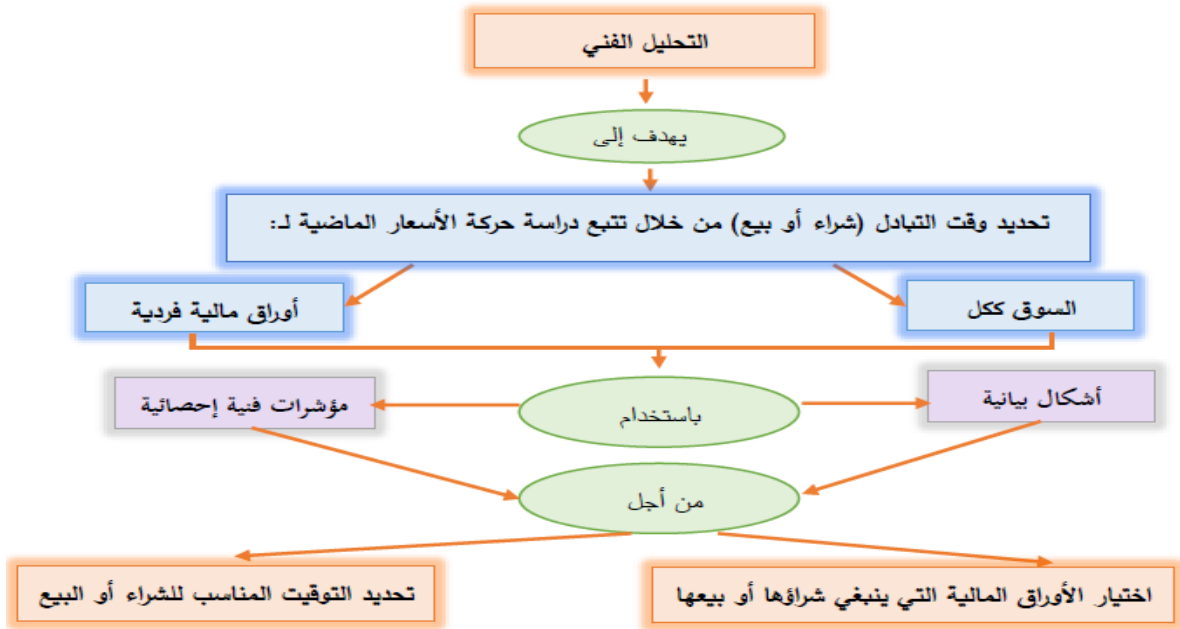 التحليل الفني
يهدف إلى
تحديد وقت التبادل (شراء أو بيع) من خلال تتبع دراسة حركة الأسعار الماضية لـ:
السوق ككل
أوراق مالية فردية
أشكال بيانية
باستخدام
مؤشرات فنية إحصائية
من أجل
اختيار الأوراق المالية التي ينبغي شراؤها أو بيعها
تحديد التوقيت المناسب للشراء أو البيع